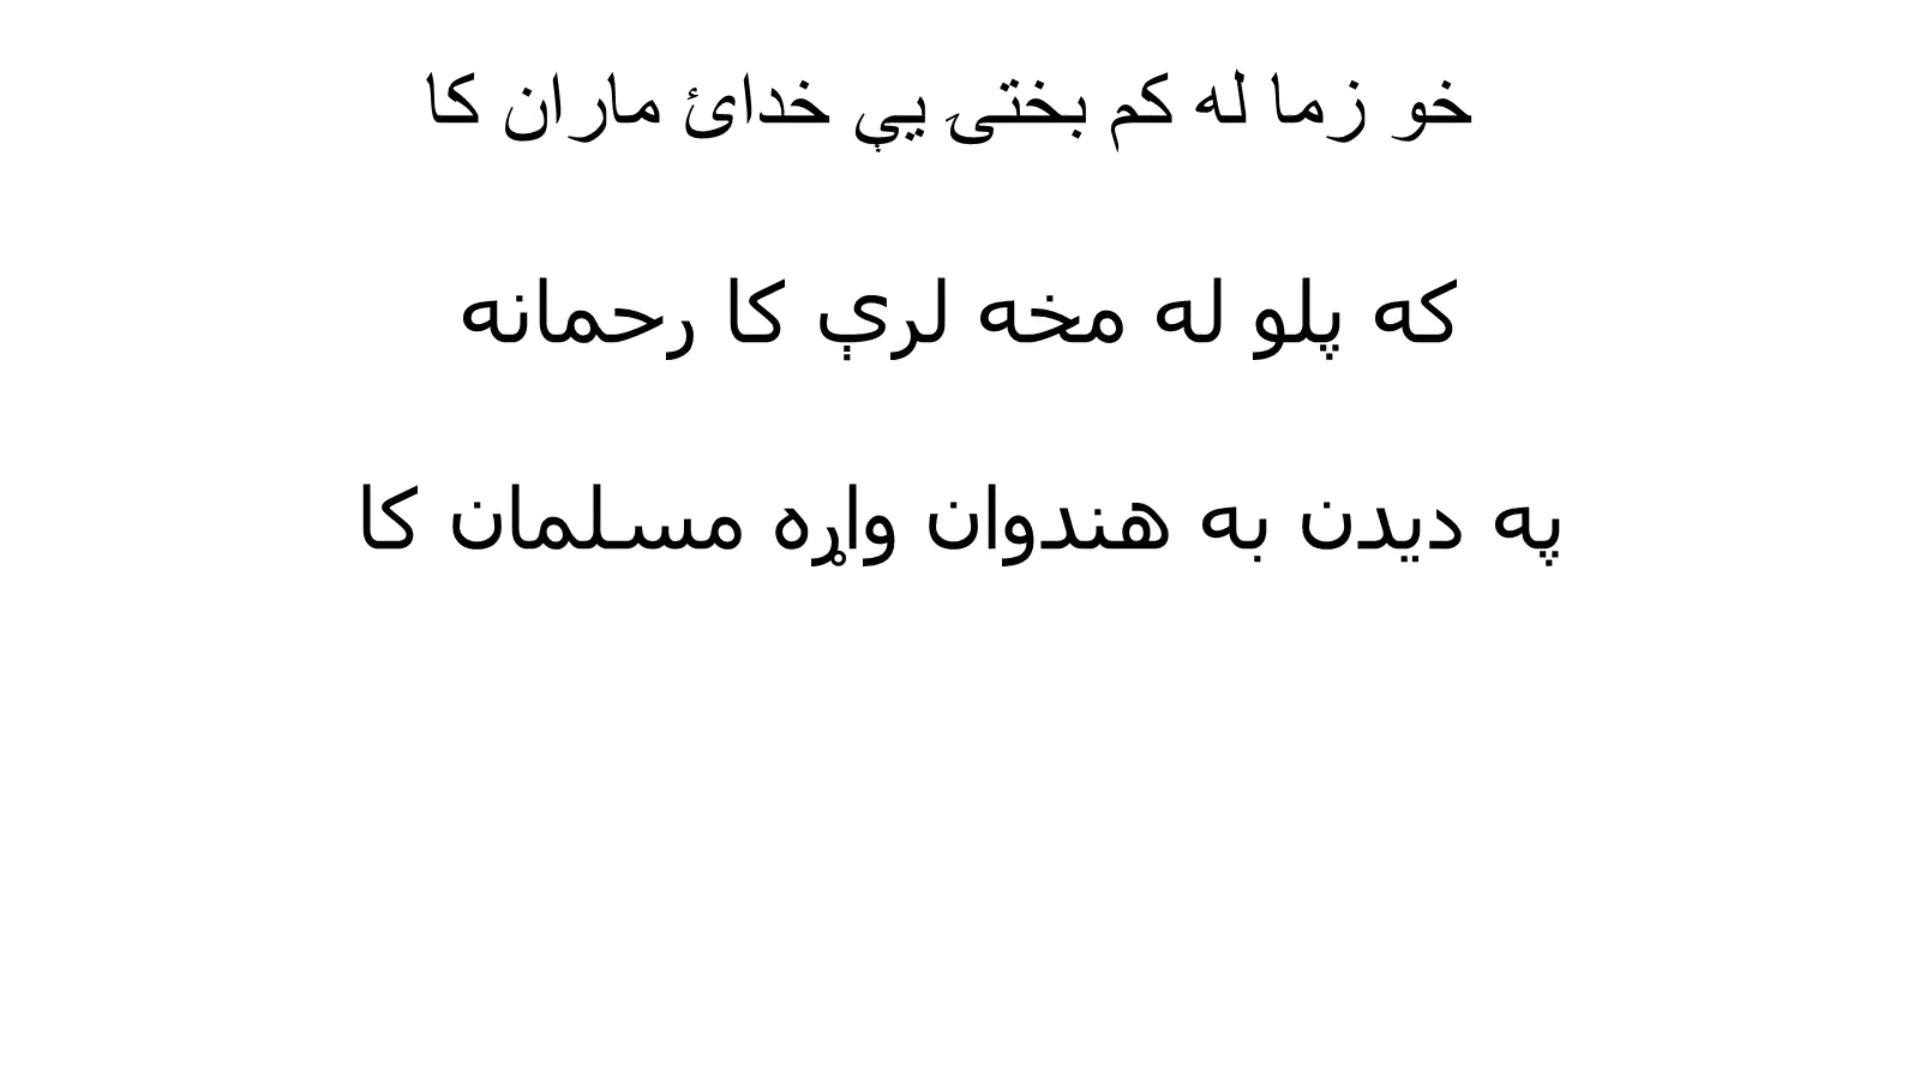 خو زما له کم بختۍ يې خدائ ماران کا
که پلو له مخه لرې کا رحمانه
په ديدن به هندوان واړه مسلمان کا